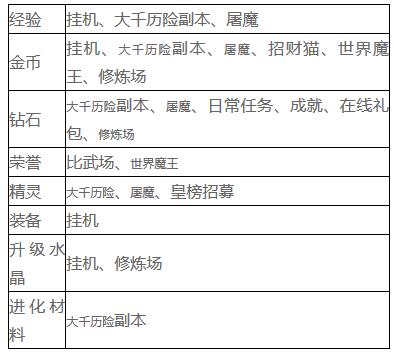 经验 挂机、大千历险副本、屠魔
金币 挂机、大千历险副本、屠魔、招财猫、世界魔
王、修炼场
钻石 大千历险副本、屠魔、日常任务、成就、在线礼
包、修炼场
荣誉 比武场、世界魔王
精灵 大千历险、屠魔、皇榜招募
装备 挂机
升级水
晶
挂机、修炼场
进化材
料
大千历险副本